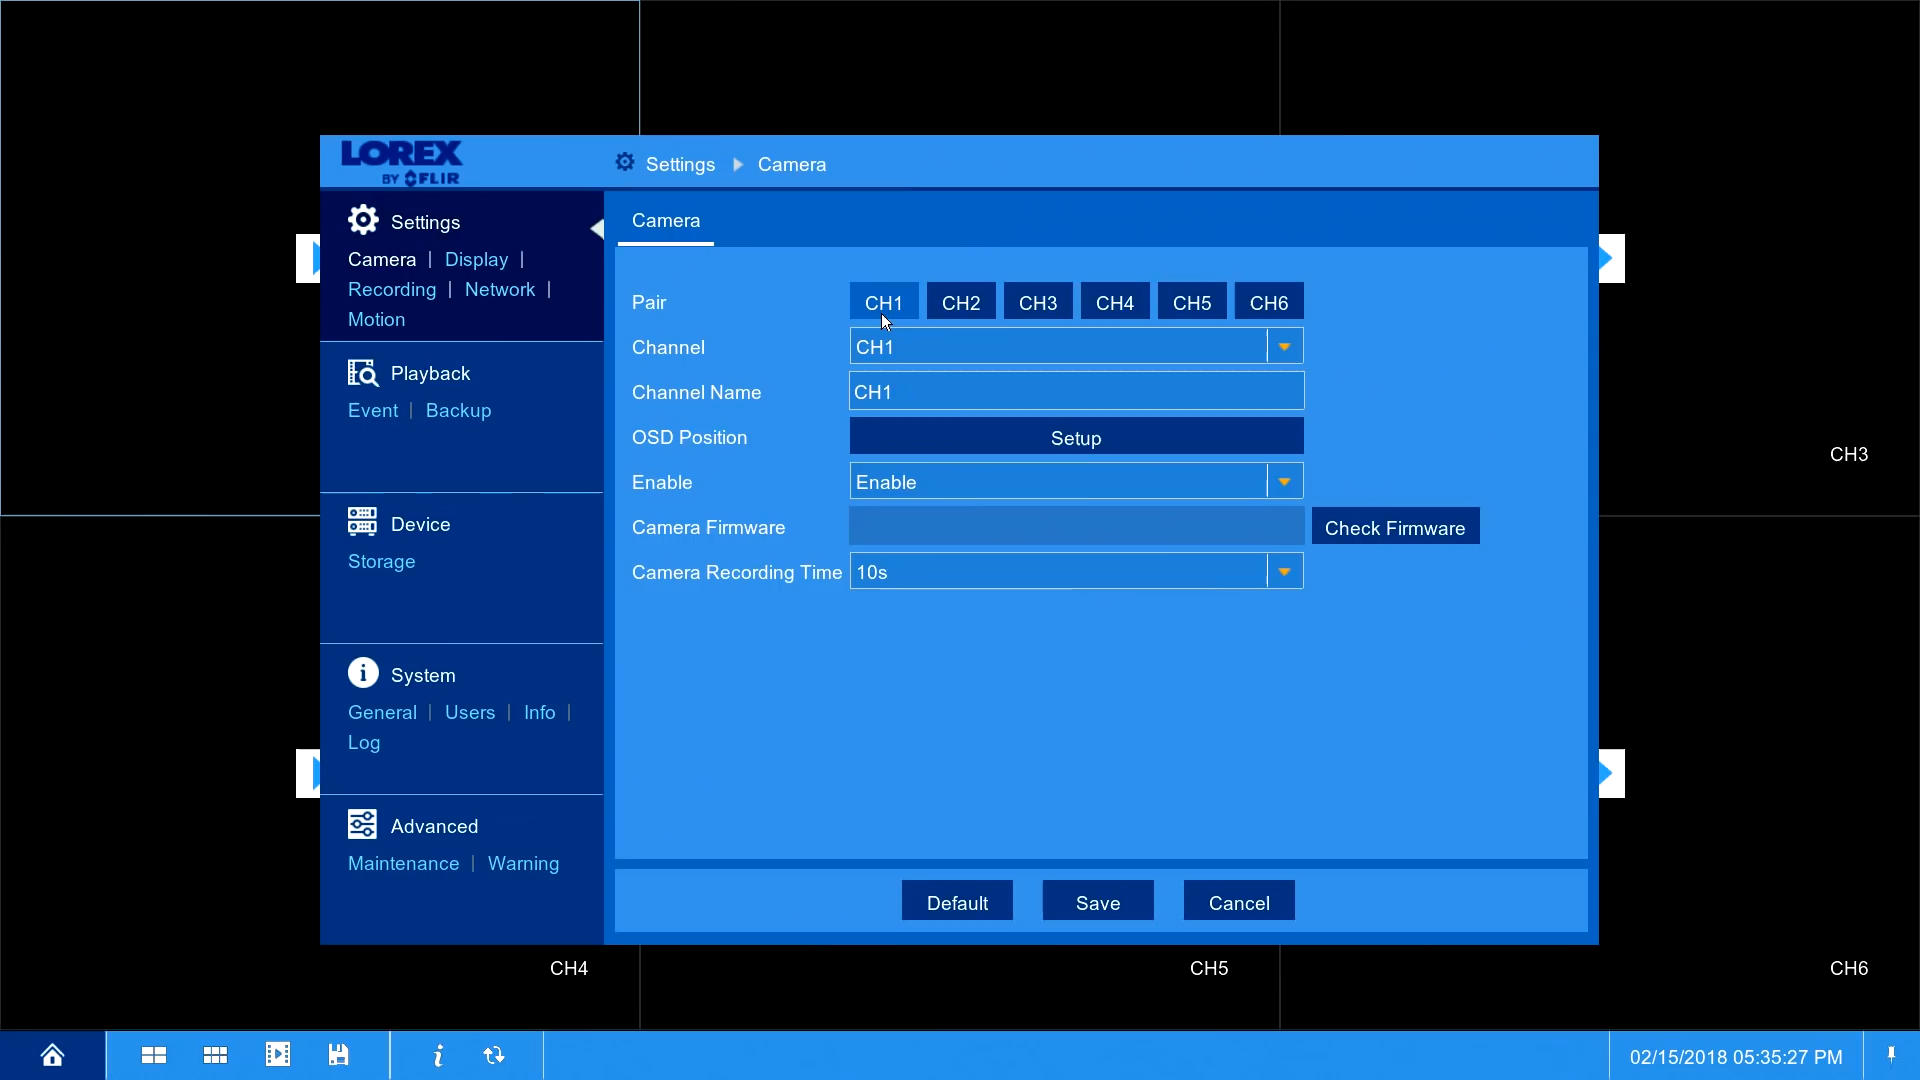 LOREX
BY FLIR
Settings Camera
Settings
Camera | Display |
Recording | Network |
Motion
Playback
Event | Backup
Device
Storage
System
General | Users | Info |
Log
Advanced
Maintenance | Warning
Camera
Pair CH1 CH2 CH3 CH4 CH5 CH6
Channel CH1
Channel Name CH1
OSD Position Setup
Enable Enable
Camera Firmware Check Firmware
Camera Recording Time 10s
Default Save Cancel
CH3
CH4 CH5 CH6
02/15/2018 05:35:27 PM